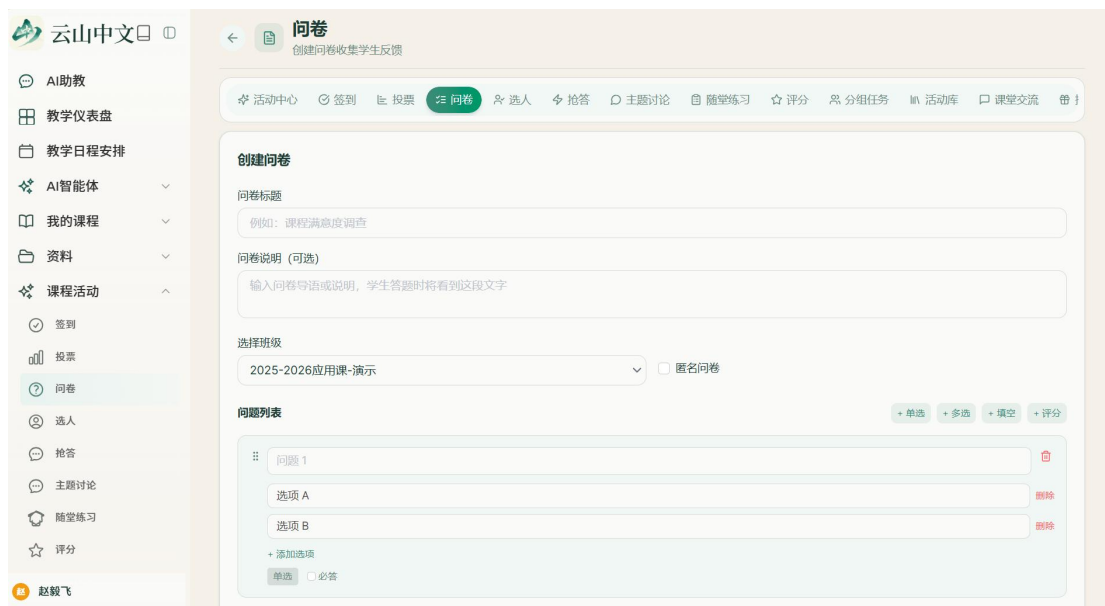 云山中文
AI助教
教学仪表盘
教学日程安排
AI智能体
我的课程
资料
课程活动
签到
投票
问卷
选人
抢答
主题讨论
随堂练习
评分
赵
赵毅飞
问卷
创建问卷收集学生反馈
活动中心 签到 投票 问卷 选人 抢答 主题讨论 随堂练习 评分 分组任务 活动库 课堂交流
创建问卷
问卷标题
例如：课程满意度调查
问卷说明（可选）
输入问卷导语或说明，学生答题时将看到这段文字
选择班级
2025-2026应用课-演示
匿名问卷
问题列表
+ 单选 + 多选 + 填空 + 评分
问题 1
选项 A 删除
选项 B 删除
+ 添加选项
单选 必答